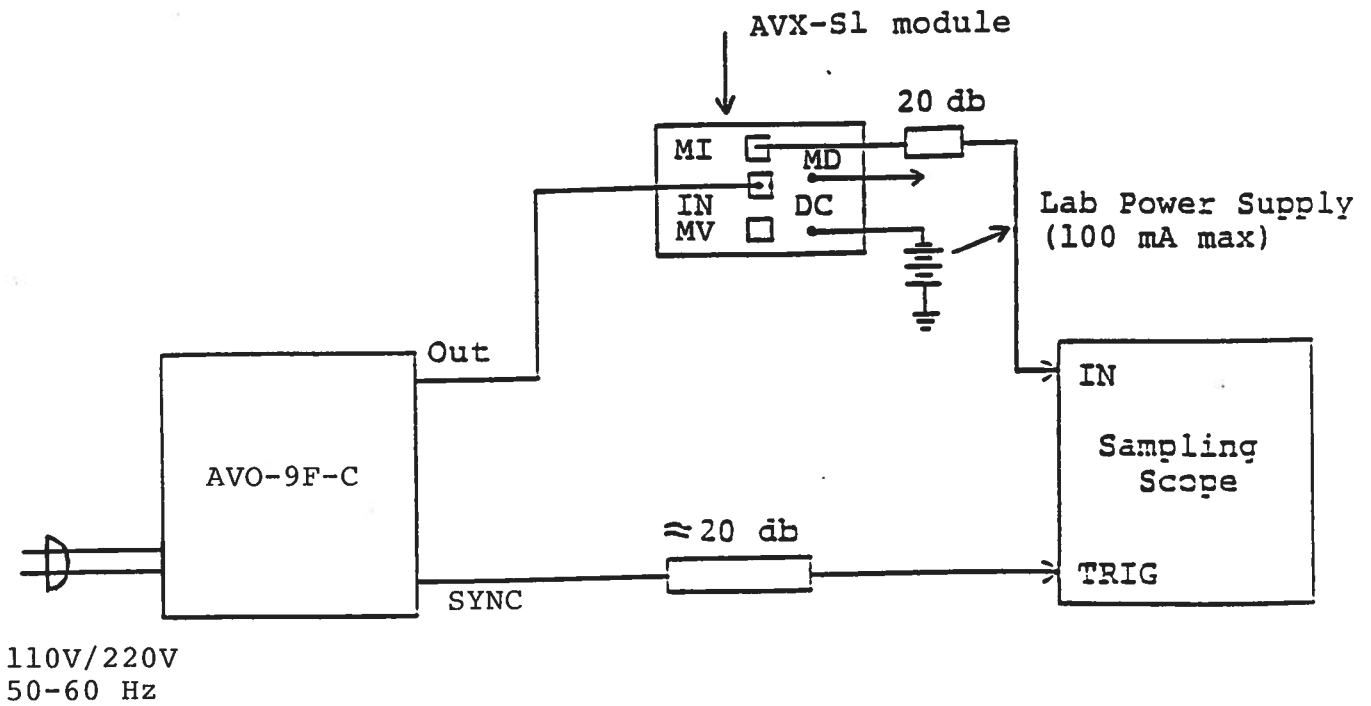 AVX-S1 module
20 db
MI
MD
IN
DC
MV
Lab Power Supply
(100 mA max)
Out
IN
AVO-9F-C
Sampling
Scope
≈20 db
TRIG
SYNC
110V/220V
50-60 Hz